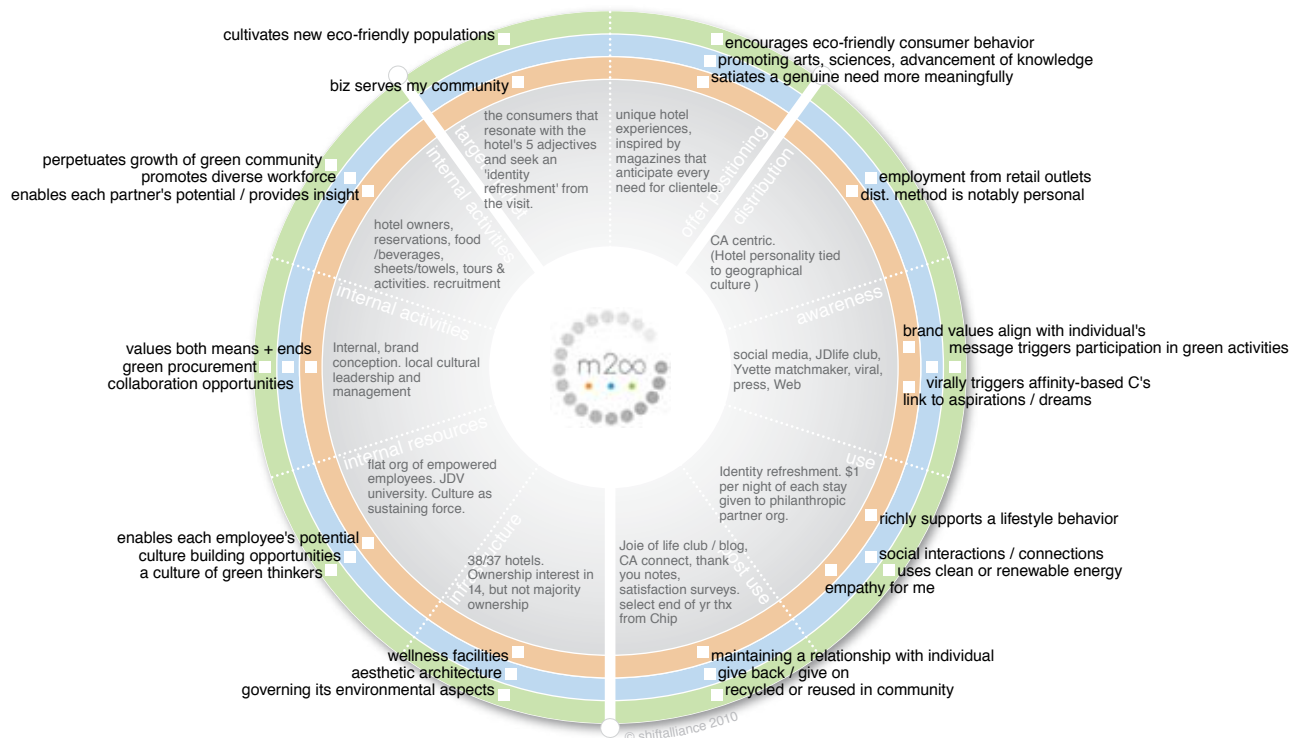 cultivates new eco-friendly populations
biz serves my community
encourages eco-friendly consumer behavior
promoting arts, sciences, advancement of knowledge
satiates a genuine need more meaningfully
the consumers that
resonate with the
hotel's 5 adjectives
and seek an
'identity
refreshment' from
the visit.
unique hotel
experiences,
inspired by
magazines that
anticipate every
need for clientele.
offer positioning
distribution
internal activities
perpetuates growth of green community
promotes diverse workforce
enables each partner's potential / provides insight
employment from retail outlets
dist. method is notably personal
hotel owners,
reservations, food
/beverages,
sheets/towels, tours &
activities. recruitment
CA centric.
(Hotel personality tied
to geographical
culture )
internal activities
awareness
values both means + ends
green procurement
collaboration opportunities
Internal, brand
conception. local cultural
leadership and
management
m2oo
social media, JDlife club,
Yvette matchmaker, viral,
press, Web
brand values align with individual's
message triggers participation in green activities
virally triggers affinity-based C's
link to aspirations / dreams
internal resources
use
flat org of empowered
employees. JDV
university. Culture as
sustaining force.
Identity refreshment. $1
per night of each stay
given to philanthropic
partner org.
enables each employee's potential
culture building opportunities
a culture of green thinkers
richly supports a lifestyle behavior
social interactions / connections
uses clean or renewable energy
empathy for me
38/37 hotels.
Ownership interest in
14, but not majority
ownership
Joie of life club / blog,
CA connect, thank
you notes,
satisfaction surveys.
select end of yr thx
from Chip
post use
wellness facilities
aesthetic architecture
governing its environmental aspects
maintaining a relationship with individual
give back / give on
recycled or reused in community
© shiftalliance 2010